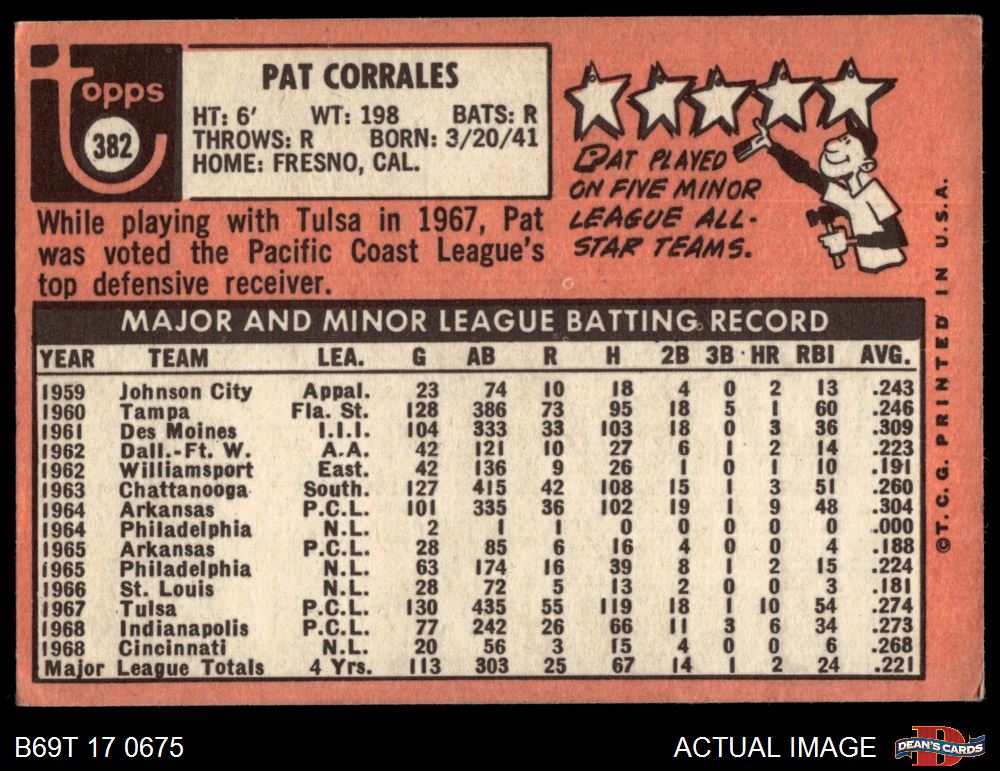 Topps
382
PAT CORRALES
HT: 6' WT: 198 BATS: R
THROWS: R BORN: 3/20/41
HOME: FRESNO, CAL.
While playing with Tulsa in 1967, Pat
was voted the Pacific Coast League's
top defensive receiver.
PAT PLAYED
ON FIVE MINOR
LEAGUE ALL-
STAR TEAMS.
MAJOR AND MINOR LEAGUE BATTING RECORD
YEAR TEAM LEA. G AB R H 2B 3B HR RBI AVG.
1959 Johnson City Appal. 23 74 10 18 4 0 2 13 .243
1960 Tampa Fla. St. 128 386 73 95 18 5 1 60 .246
1961 Des Moines I.I.I. 104 333 33 103 18 0 3 36 .309
1962 Dall.-Ft. W. A.A. 42 121 10 27 6 1 2 14 .223
1962 Williamsport East. 42 136 9 26 1 0 1 10 .191
1963 Chattanooga South. 127 415 42 108 15 1 3 51 .260
1964 Arkansas P.C.L. 101 335 36 102 19 1 9 48 .304
1964 Philadelphia N.L. 2 1 1 0 0 0 0 0 .000
1965 Arkansas P.C.L. 28 85 6 16 4 0 0 4 .188
1965 Philadelphia N.L. 63 174 16 39 8 1 2 15 .224
1966 St. Louis N.L. 28 72 5 13 2 0 0 3 .181
1967 Tulsa P.C.L. 130 435 55 119 18 1 10 54 .274
1968 Indianapolis P.C.L. 77 242 26 66 11 3 6 34 .273
1968 Cincinnati N.L. 20 56 3 15 4 0 0 6 .268
Major League Totals 4 Yrs. 113 303 25 67 14 1 2 24 .221
©T.C.G. PRINTED IN U.S.A.
B69T 17 0675
ACTUAL IMAGE
DEAN'S CARDS